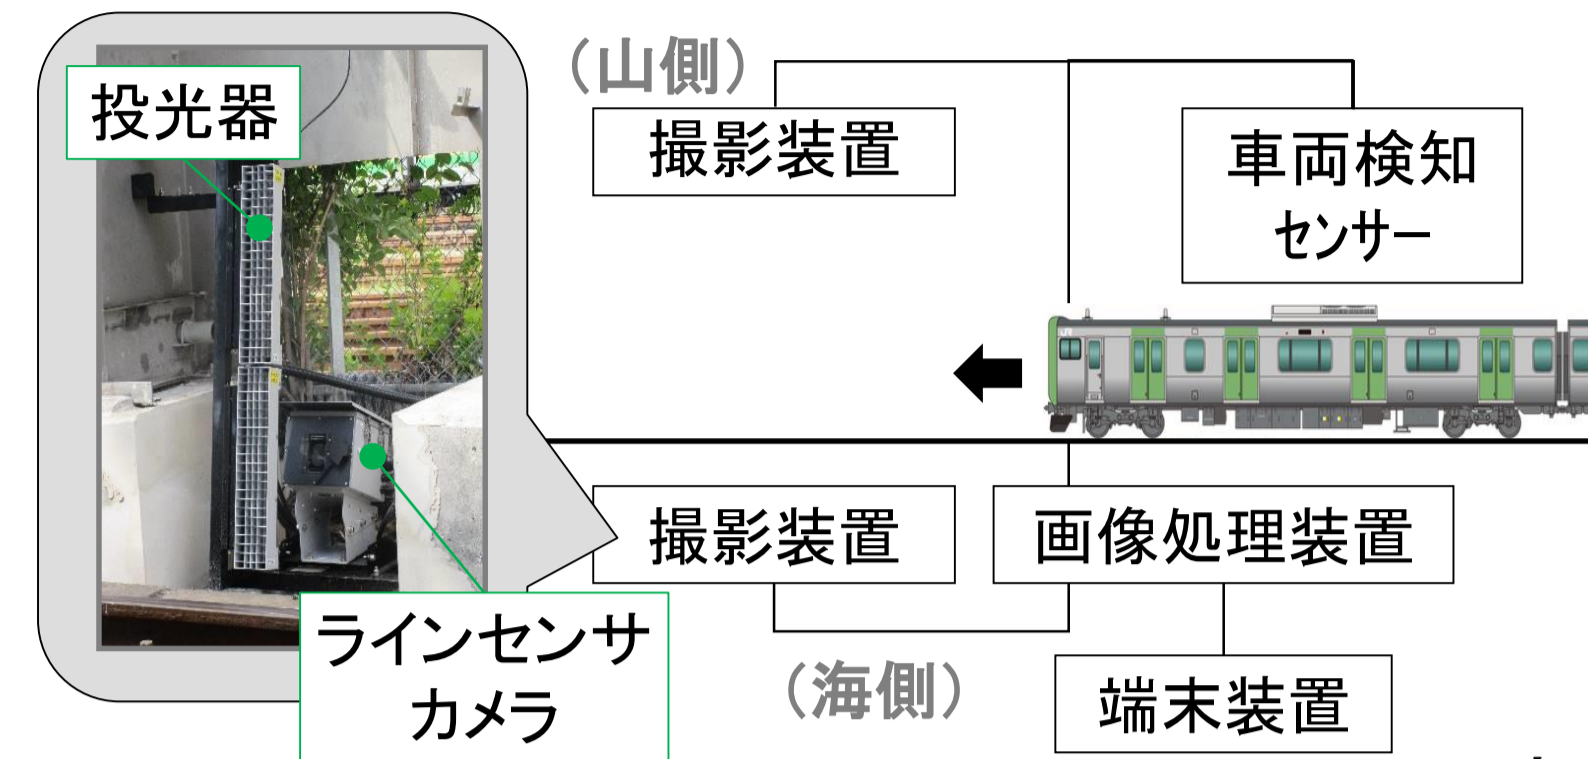 投光器
(山側)
撮影装置
車両検知
センサー
JR
撮影装置
画像処理装置
ラインセンサ
カメラ
(海側)
端末装置